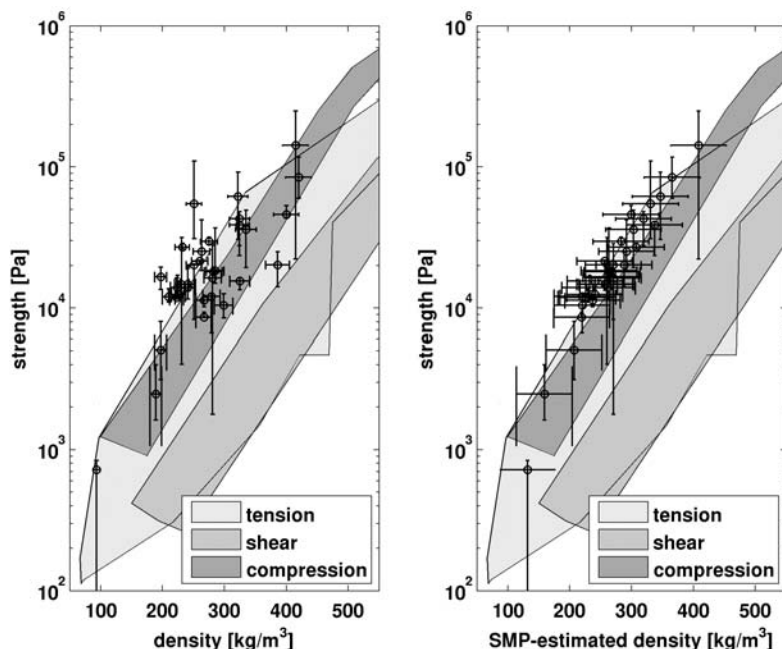 10^6
10^5
10^4
10^3
10^2
strength [Pa]
100 200 300 400 500
density [kg/m^3]
tension
shear
compression
10^6
10^5
10^4
10^3
10^2
strength [Pa]
100 200 300 400 500
SMP-estimated density [kg/m^3]
tension
shear
compression